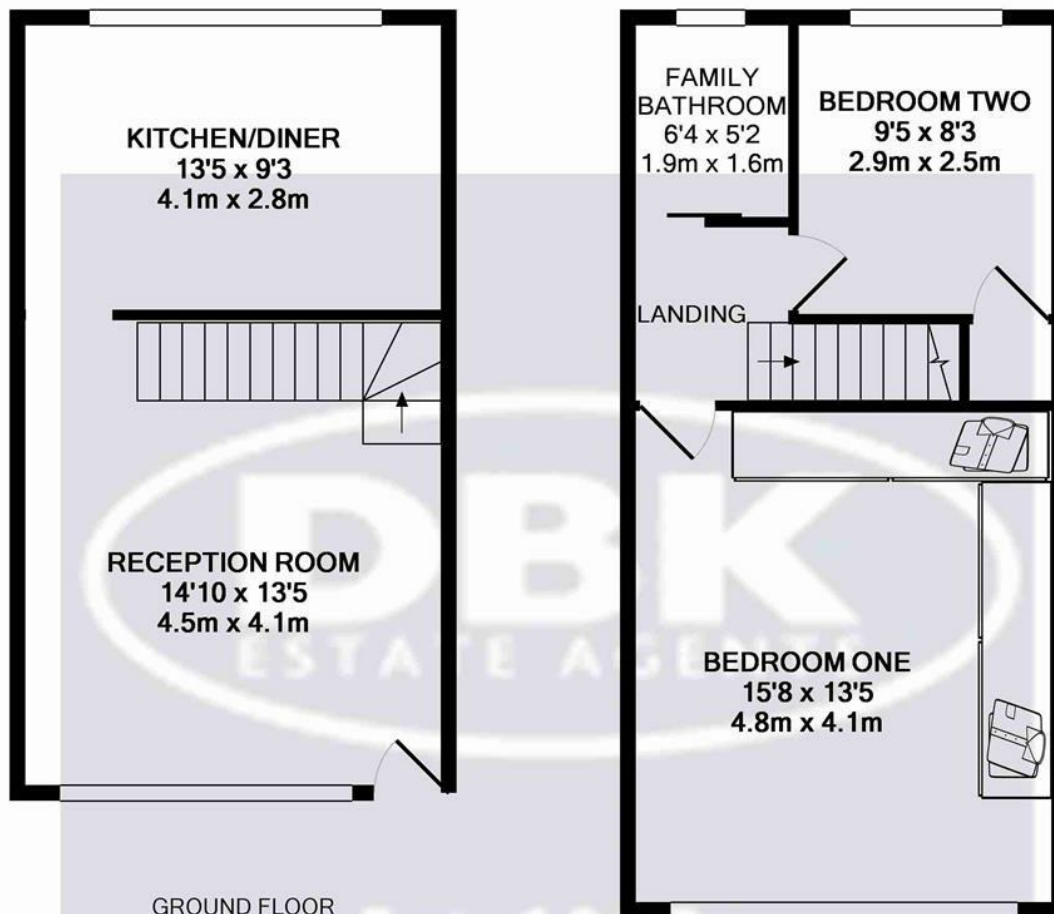 KITCHEN/DINER
13'5 x 9'3
4.1m x 2.8m
RECEPTION ROOM
14'10 x 13'5
4.5m x 4.1m
GROUND FLOOR
FAMILY
BATHROOM
6'4 x 5'2
1.9m x 1.6m
BEDROOM TWO
9'5 x 8'3
2.9m x 2.5m
LANDING
BEDROOM ONE
15'8 x 13'5
4.8m x 4.1m
DBK
ESTATE AGENTS